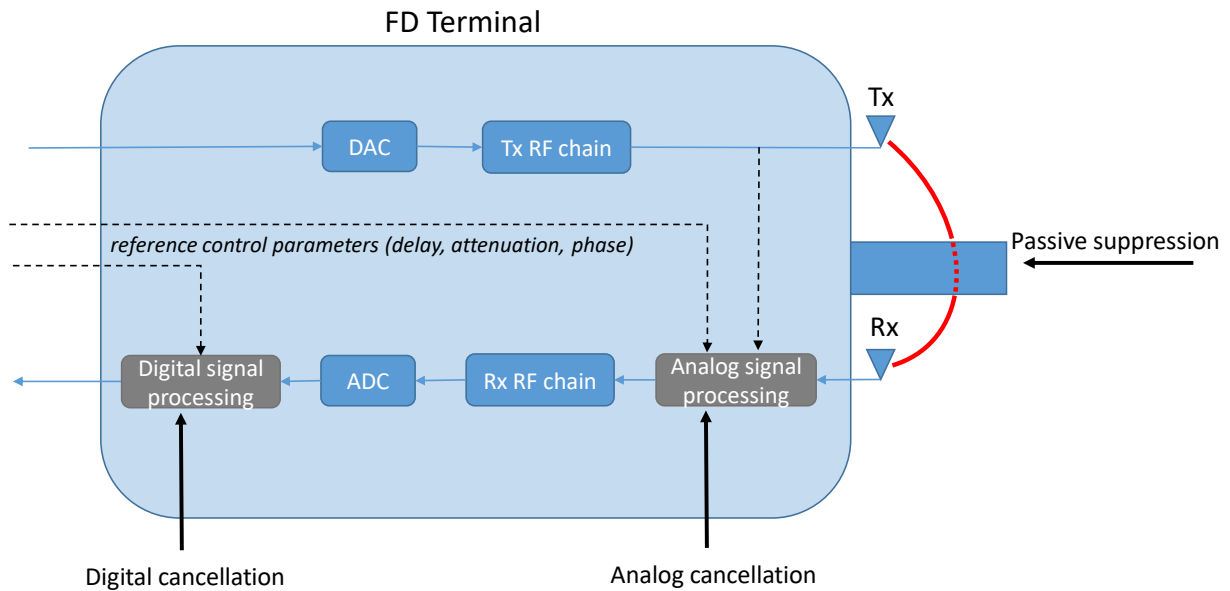 FD Terminal
Tx
DAC
Tx RF chain
reference control parameters (delay, attenuation, phase)
Passive suppression
Rx
Digital signal
processing
ADC
Rx RF chain
Analog signal
processing
Digital cancellation
Analog cancellation